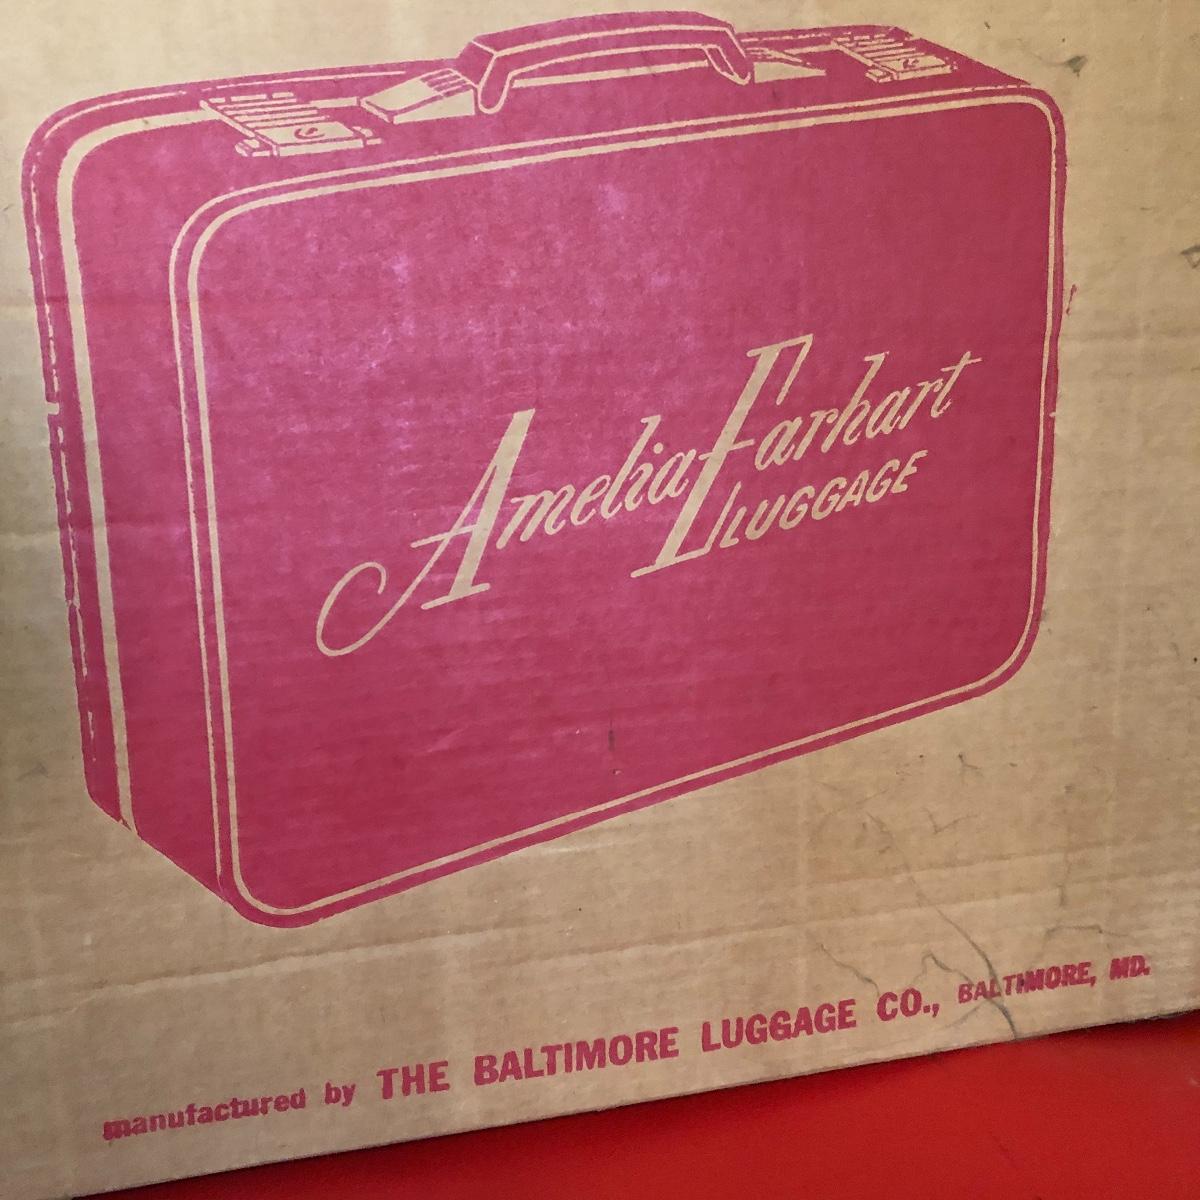 Amelia Earhart
LUGGAGE
manufactured by THE BALTIMORE LUGGAGE CO., BALTIMORE, MD.